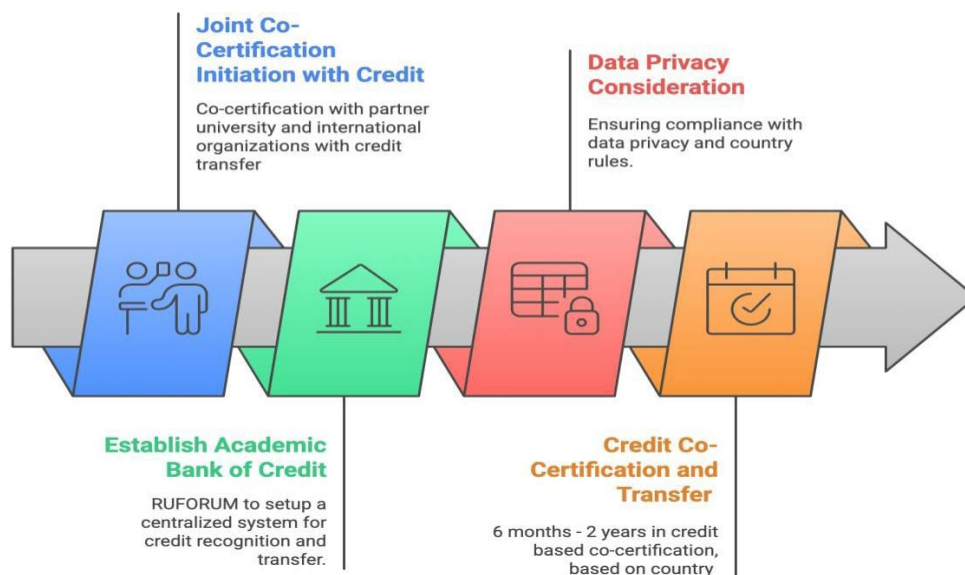 Joint Co-
Certification
Initiation with Credit
Co-certification with partner
university and international
organizations with credit
transfer
Data Privacy
Consideration
Ensuring compliance with
data privacy and country
rules.
Establish Academic
Bank of Credit
RUFORUM to setup a
centralized system for
credit recognition and
transfer.
Credit Co-
Certification and
Transfer
6 months - 2 years in credit
based co-certification,
based on country